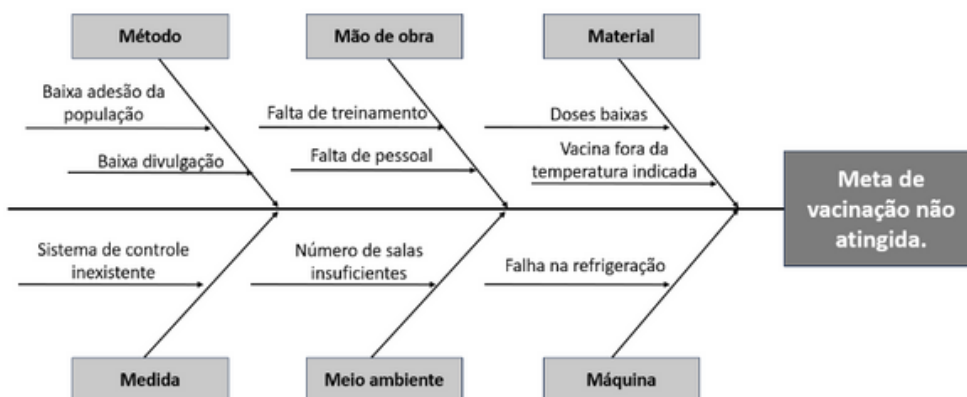 Método
Mão de obra
Material
Baixa adesão da
população
Baixa divulgação
Falta de treinamento
Falta de pessoal
Doses baixas
Vacina fora da
temperatura indicada
Meta de
vacinação não
atingida.
Sistema de controle
inexistente
Número de salas
insuficientes
Falha na refrigeração
Medida
Meio ambiente
Máquina